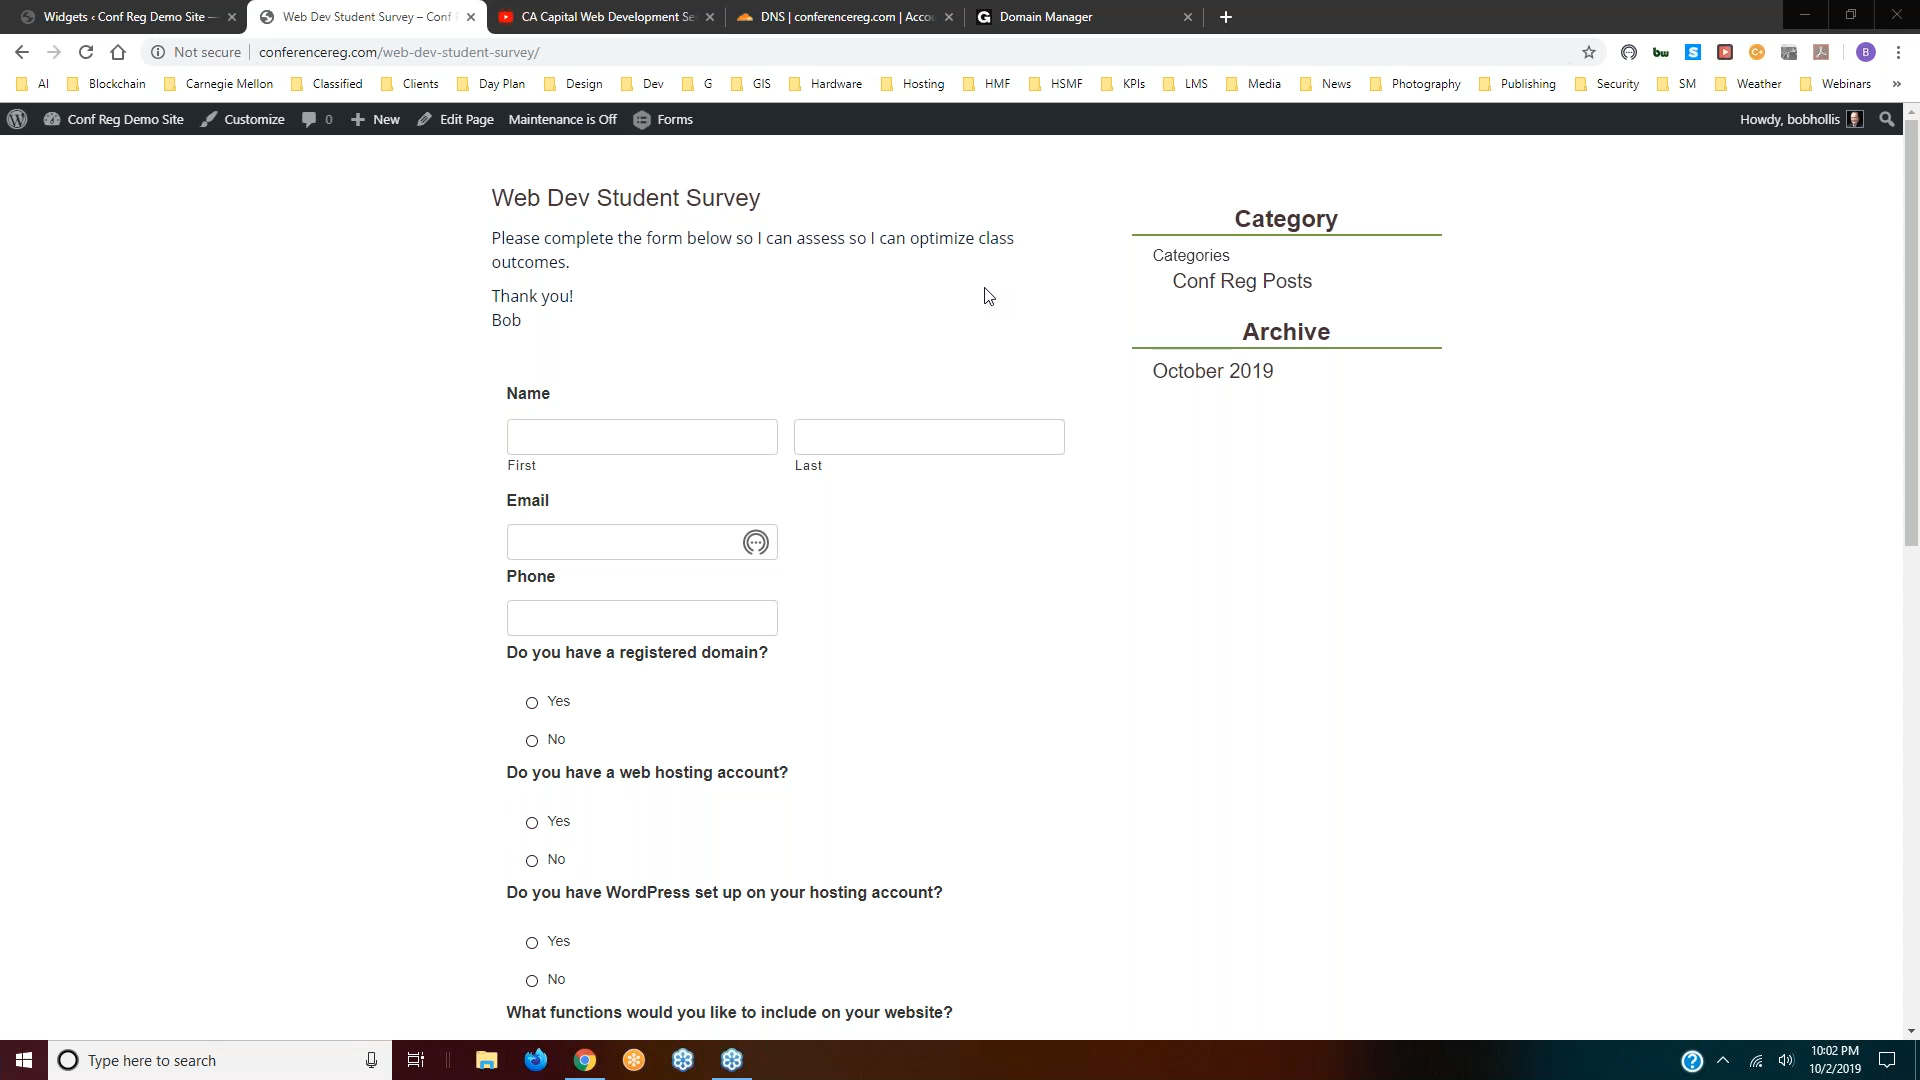 Widgets ‹ Conf Reg Demo Site —
Web Dev Student Survey – Conf
CA Capital Web Development Se
DNS | conferencereg.com | Accou
Domain Manager
Not secure
conferencereg.com/web-dev-student-survey/
B
AI
Blockchain
Carnegie Mellon
Classified
Clients
Day Plan
Design
Dev
G
GIS
Hardware
Hosting
HMF
HSMF
KPIs
LMS
Media
News
Photography
Publishing
Security
SM
Weather
Webinars
»
Conf Reg Demo Site
Customize
0
New
Edit Page
Maintenance is Off
Forms
Howdy, bobhollis
Web Dev Student Survey
Please complete the form below so I can assess so I can optimize class
outcomes.
Thank you!
Bob
Category
Categories
Conf Reg Posts
Archive
October 2019
Name
First
Last
Email
Phone
Do you have a registered domain?
Yes
No
Do you have a web hosting account?
Yes
No
Do you have WordPress set up on your hosting account?
Yes
No
What functions would you like to include on your website?
Type here to search
10:02 PM
10/2/2019